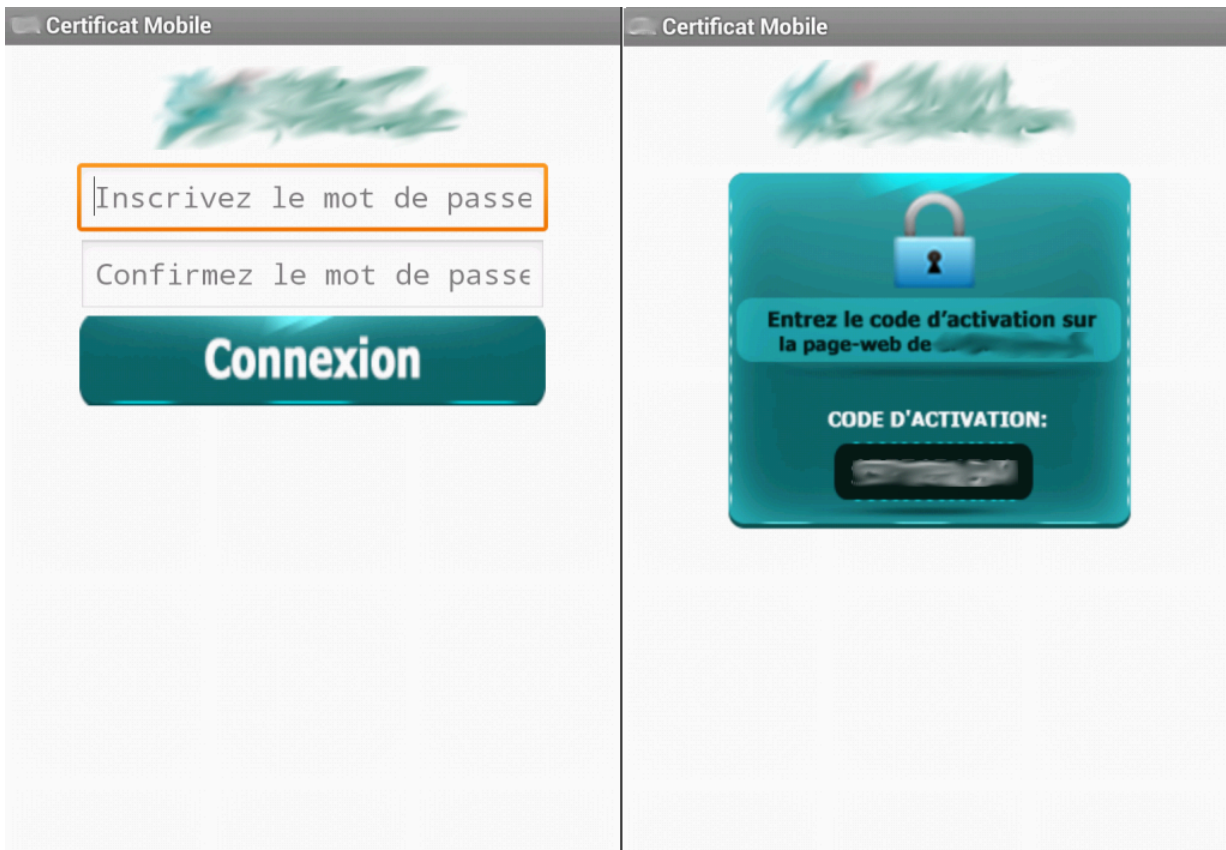 Certificat Mobile
Inscrivez le mot de passe
Confirmez le mot de passe
Connexion
Certificat Mobile
Entrez le code d'activation sur
la page-web de
CODE D'ACTIVATION: